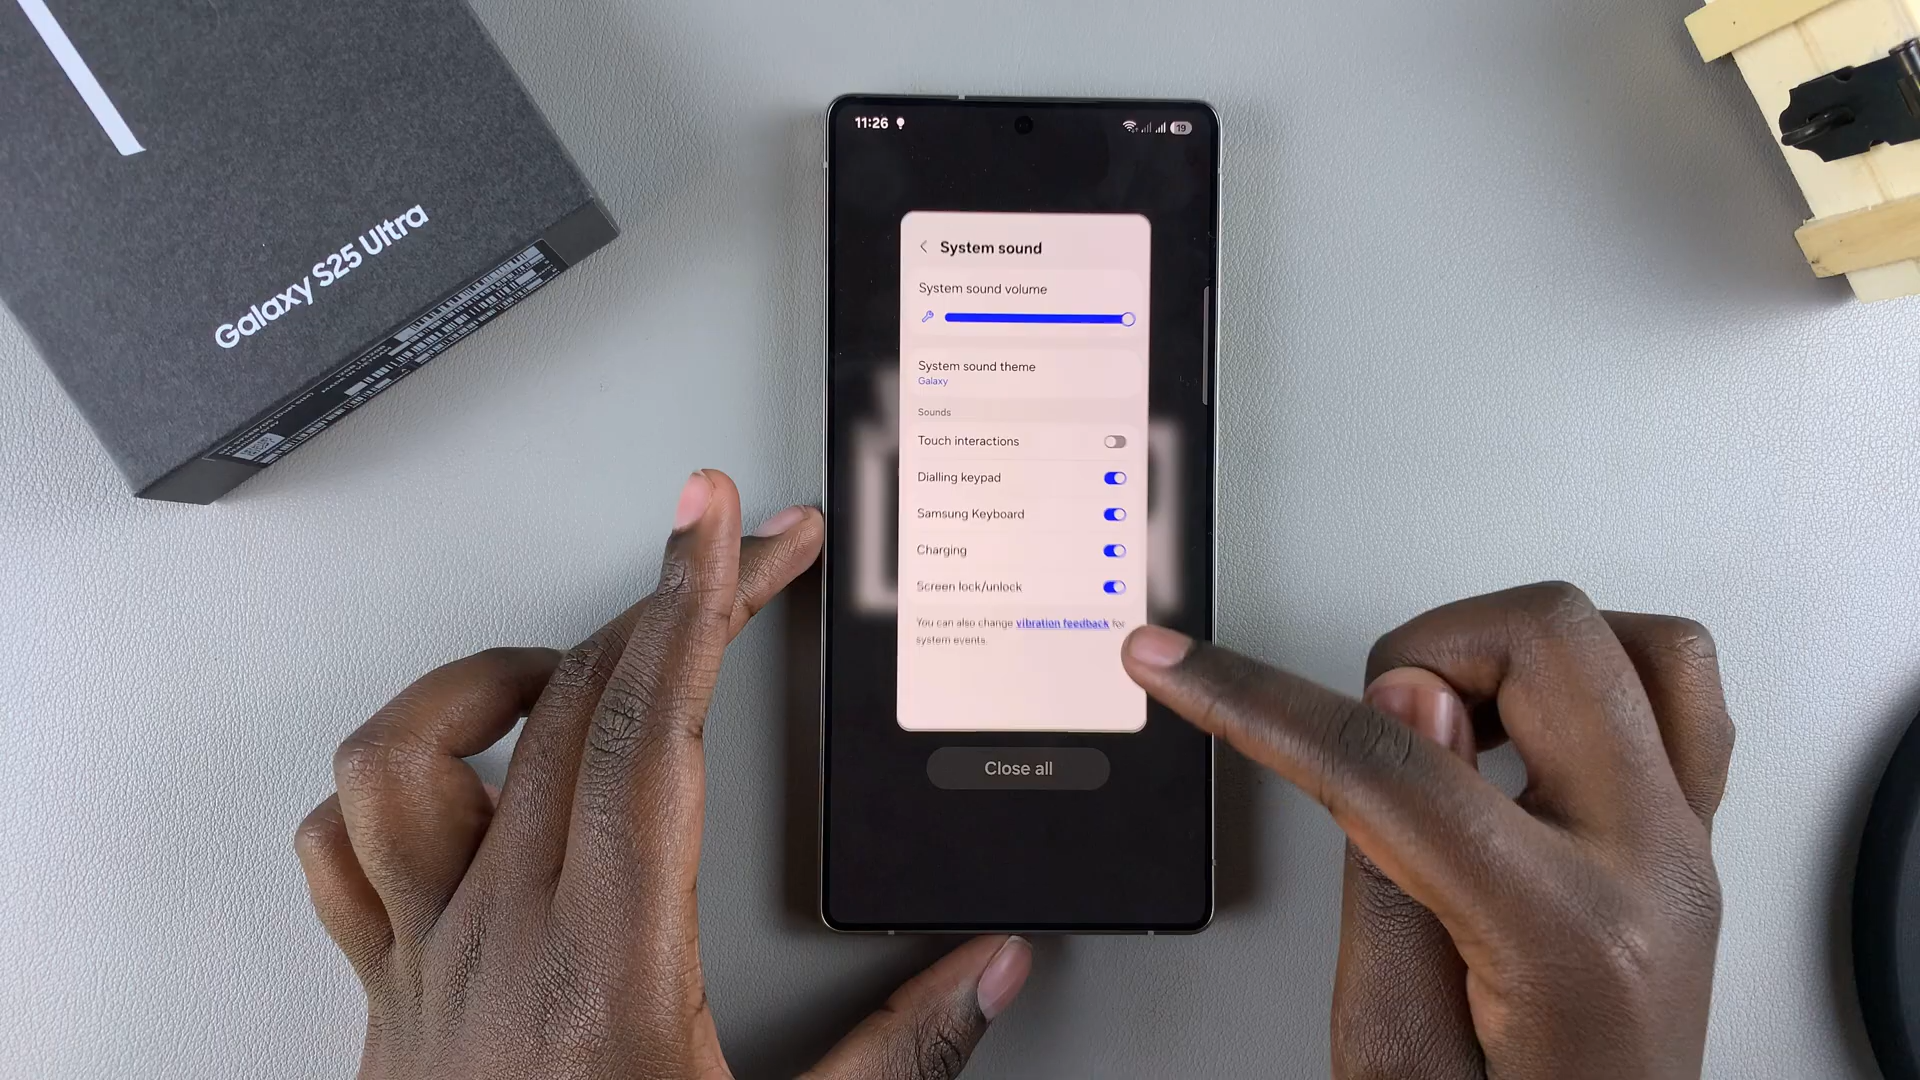 Galaxy S25 Ultra
11:26
19
System sound
System sound volume
System sound theme
Galaxy
Sounds
Touch interactions
Dialling keypad
Samsung Keyboard
Charging
Screen lock/unlock
You can also change vibration feedback for
system events.
Close all